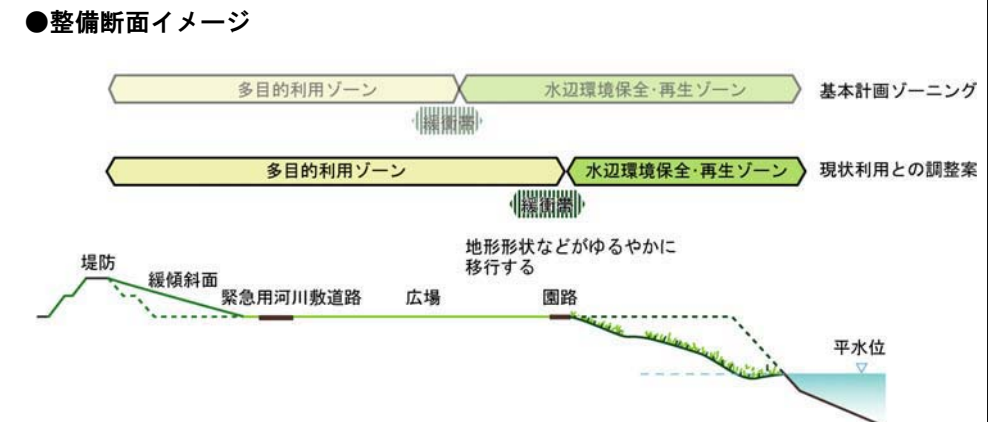 ●整備断面イメージ
多目的利用ゾーン
水辺環境保全・再生ゾーン
基本計画ゾーニング
緩衝帯
多目的利用ゾーン
水辺環境保全・再生ゾーン
現状利用との調整案
緩衝帯
地形形状などがゆるやかに
移行する
堤防
緩傾斜面
緊急用河川敷道路
広場
園路
平水位